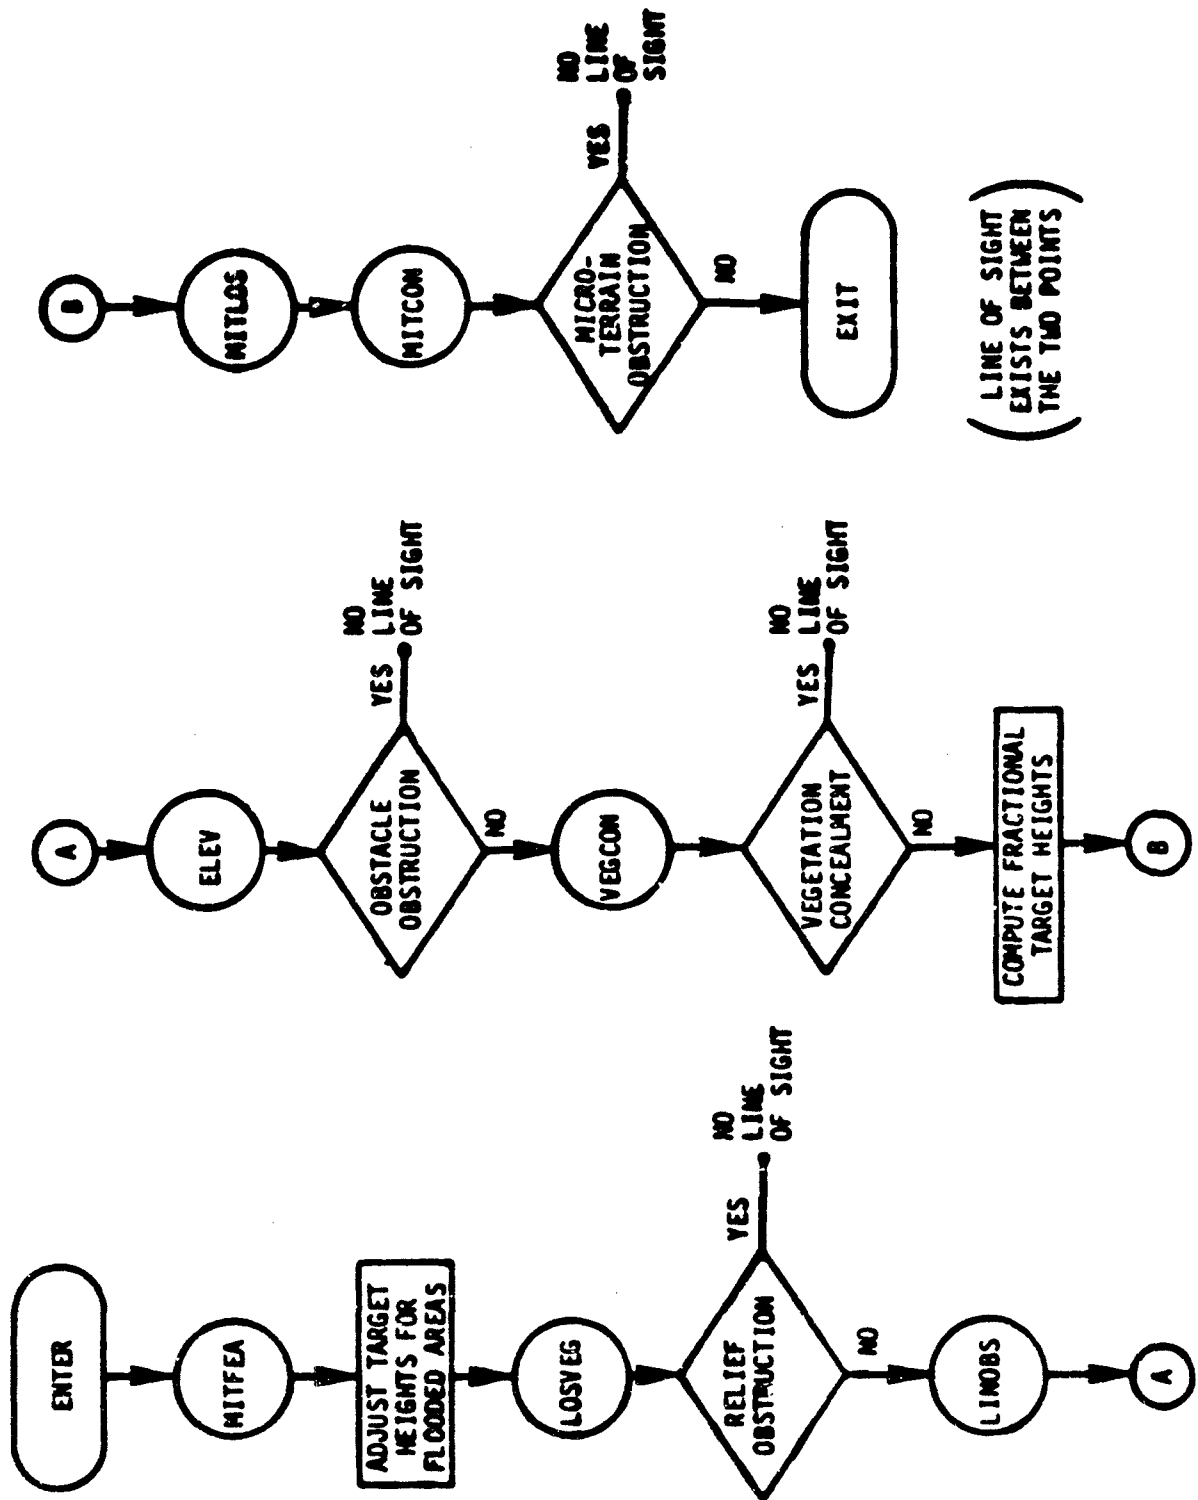 ENTER
MITFEA
ADJUST TARGET
HEIGHTS FOR
FLOODED AREAS
LOSVEG
RELIEF
OBSTRUCTION
YES
NO
LINE
OF SIGHT
NO
LINOBS
A
A
ELEV
OBSTACLE
OBSTRUCTION
YES
NO
LINE
OF SIGHT
NO
VEGCON
VEGETATION
CONCEALMENT
YES
NO
LINE
OF SIGHT
NO
COMPUTE FRACTIONAL
TARGET HEIGHTS
B
B
MITLOS
MITCON
MICRO-
TERRAIN
OBSTRUCTION
YES
NO
LINE
OF
SIGHT
NO
EXIT
(LINE OF SIGHT
EXISTS BETWEEN
THE TWO POINTS)